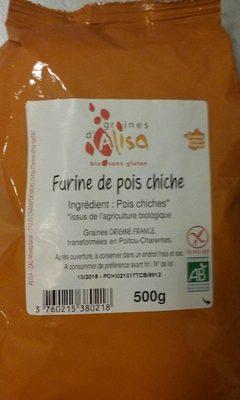 graines
d'Alisa
bio & sans gluten
Farine de pois chiche
Ingrédient : Pois chiches*
*issus de l'agriculture biologique
Graines ORIGINE FRANCE,
transformées en Poitou-Charentes.
Après ouverture, à conserver dans un endroit frais et sec.
A consommer de préférence avant fin / N° de lot :
10/2018 - PCHI021017TCB/9912
500g
AB
3 760215 380218